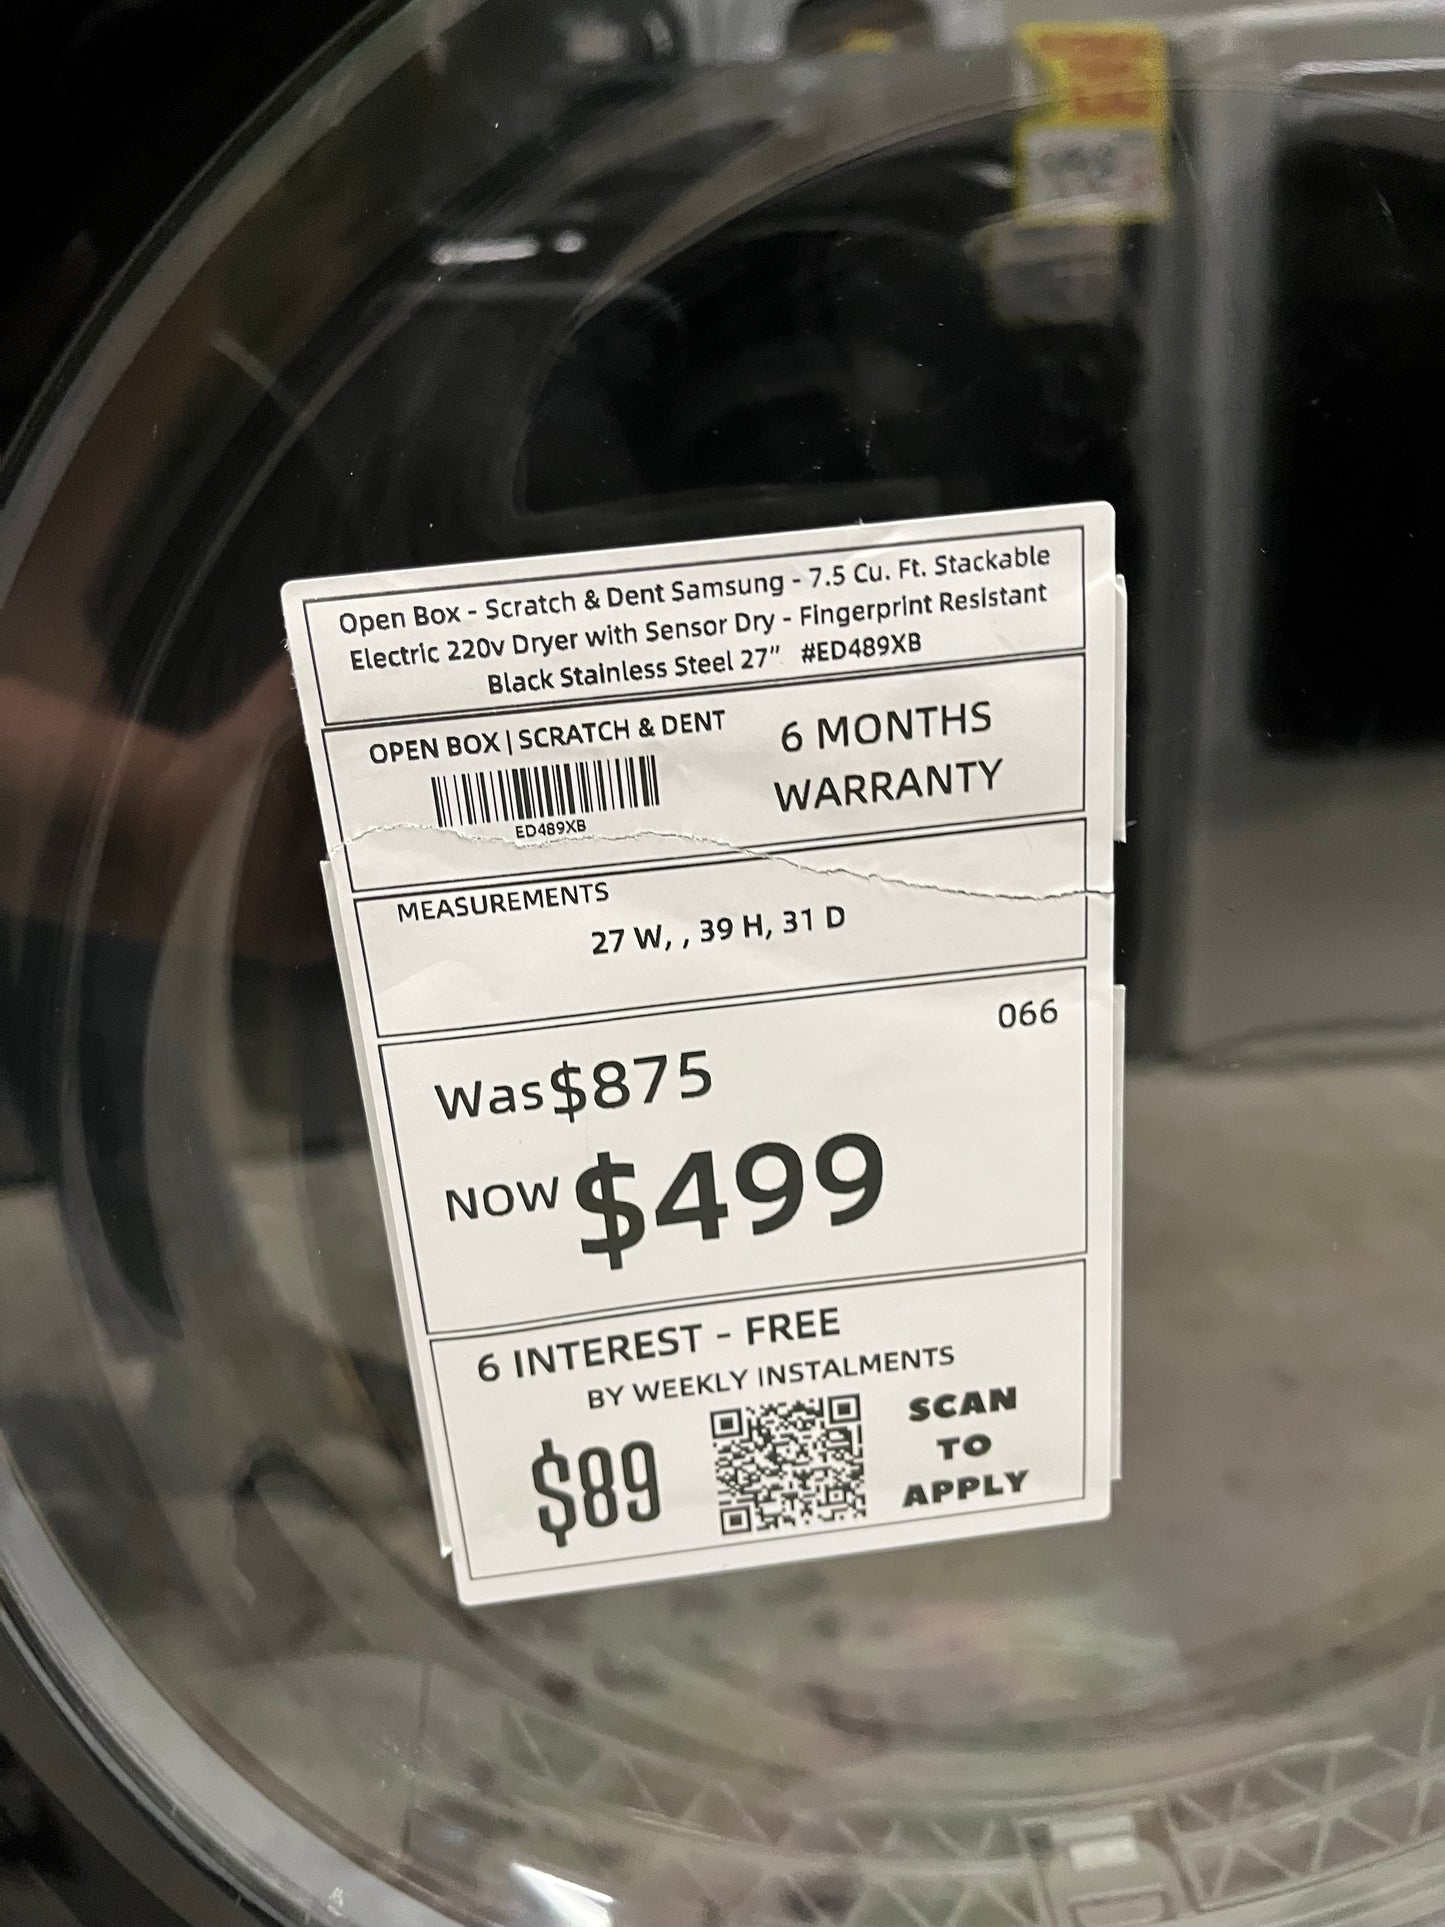 Open Box - Scratch & Dent Samsung - 7.5 Cu. Ft. Stackable
Electric 220v Dryer with Sensor Dry - Fingerprint Resistant
Black Stainless Steel 27” #ED489XB
OPEN BOX | SCRATCH & DENT
ED489XB
6 MONTHS
WARRANTY
MEASUREMENTS
27 W, , 39 H, 31 D
066
Was $875
NOW $499
6 INTEREST - FREE
BY WEEKLY INSTALMENTS
$89
SCAN
TO
APPLY